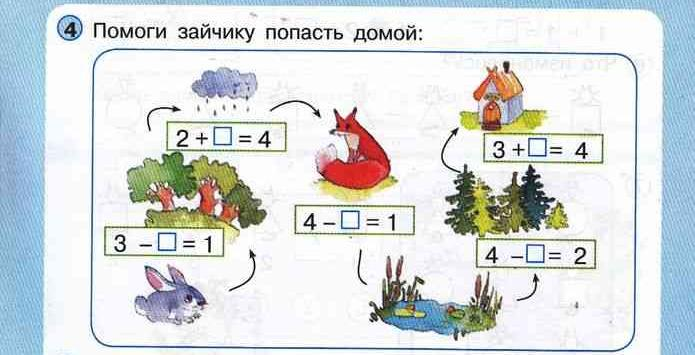 4 Помоги зайчику попасть домой:
2 + □ = 4
3 + □ = 4
4 - □ = 1
3 - □ = 1
4 - □ = 2